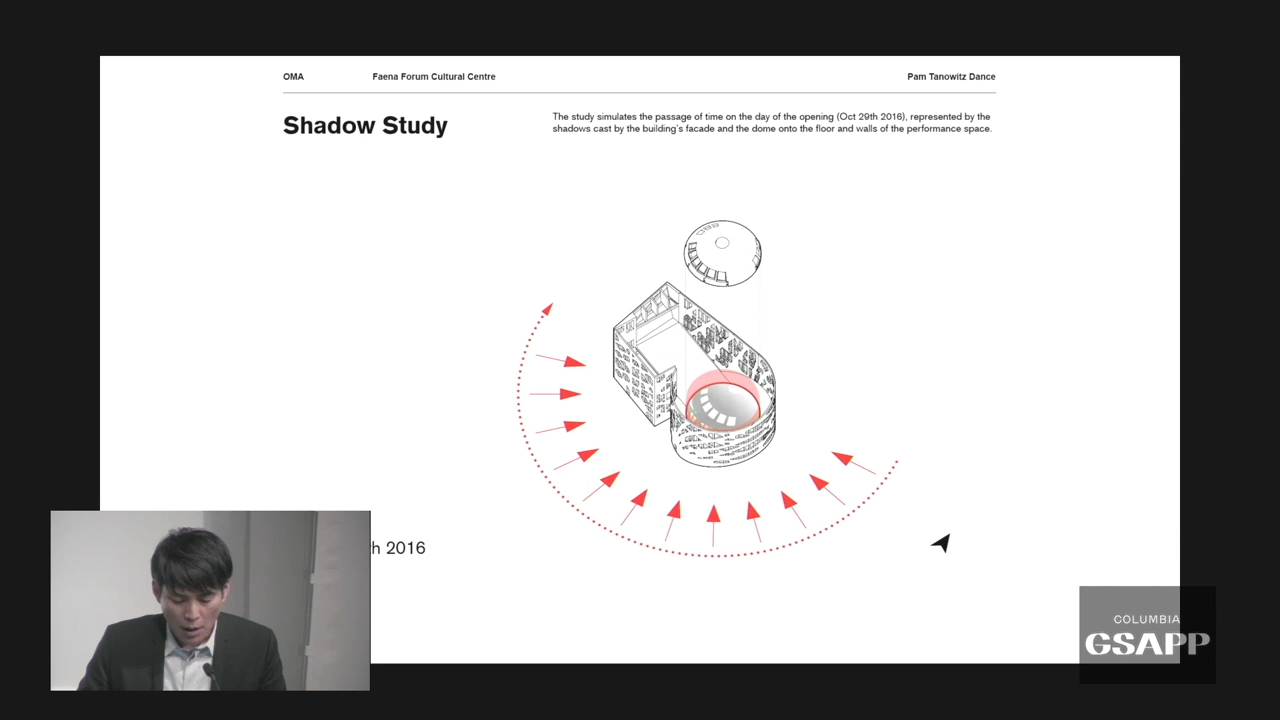 OMA Faena Forum Cultural Centre Pam Tanowitz Dance
Shadow Study
The study simulates the passage of time on the day of the opening (Oct 29th 2016), represented by the
shadows cast by the building's facade and the dome onto the floor and walls of the performance space.
h 2016
COLUMBIA
GSAPP